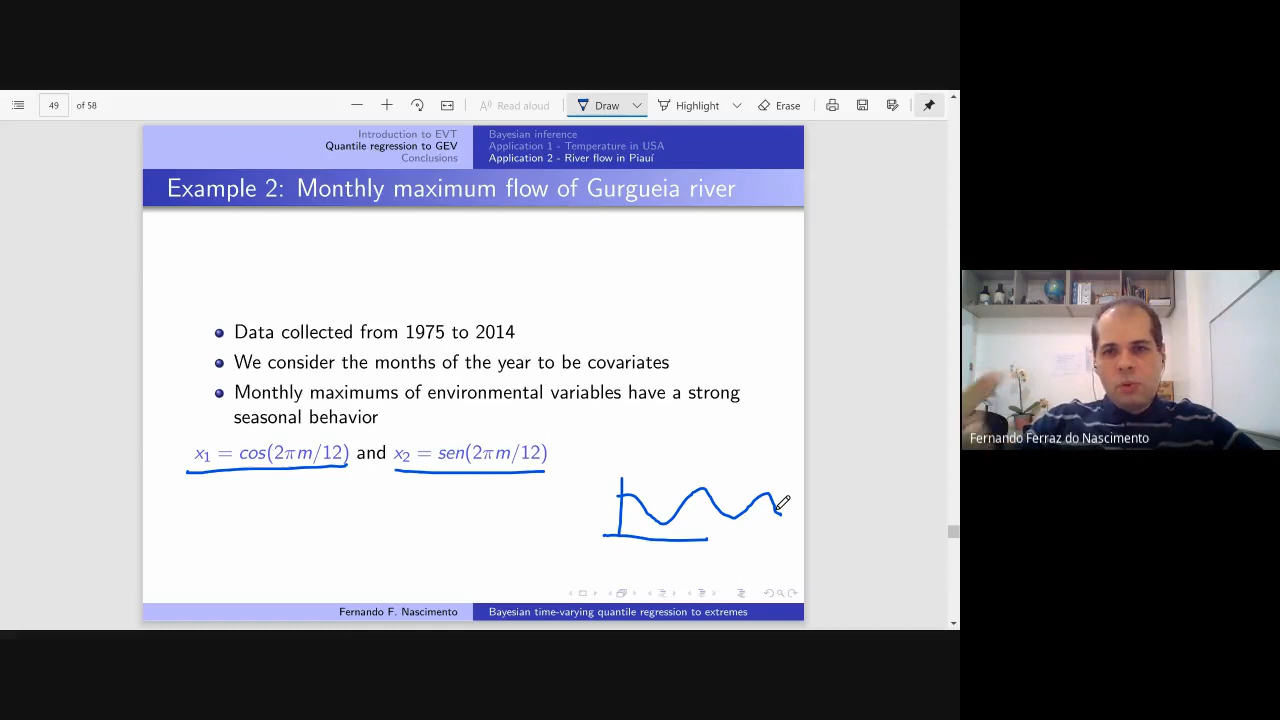 49 of 58
Read aloud
Draw
Highlight
Erase
Introduction to EVT
Quantile regression to GEV
Conclusions
Bayesian inference
Application 1 - Temperature in USA
Application 2 - River flow in Piauí
Example 2: Monthly maximum flow of Gurgueia river
Data collected from 1975 to 2014
We consider the months of the year to be covariates
Monthly maximums of environmental variables have a strong
seasonal behavior
x₁ = cos(2πm/12) and x₂ = sen(2πm/12)
Fernando F. Nascimento
Bayesian time-varying quantile regression to extremes
Fernando Ferraz do Nascimento